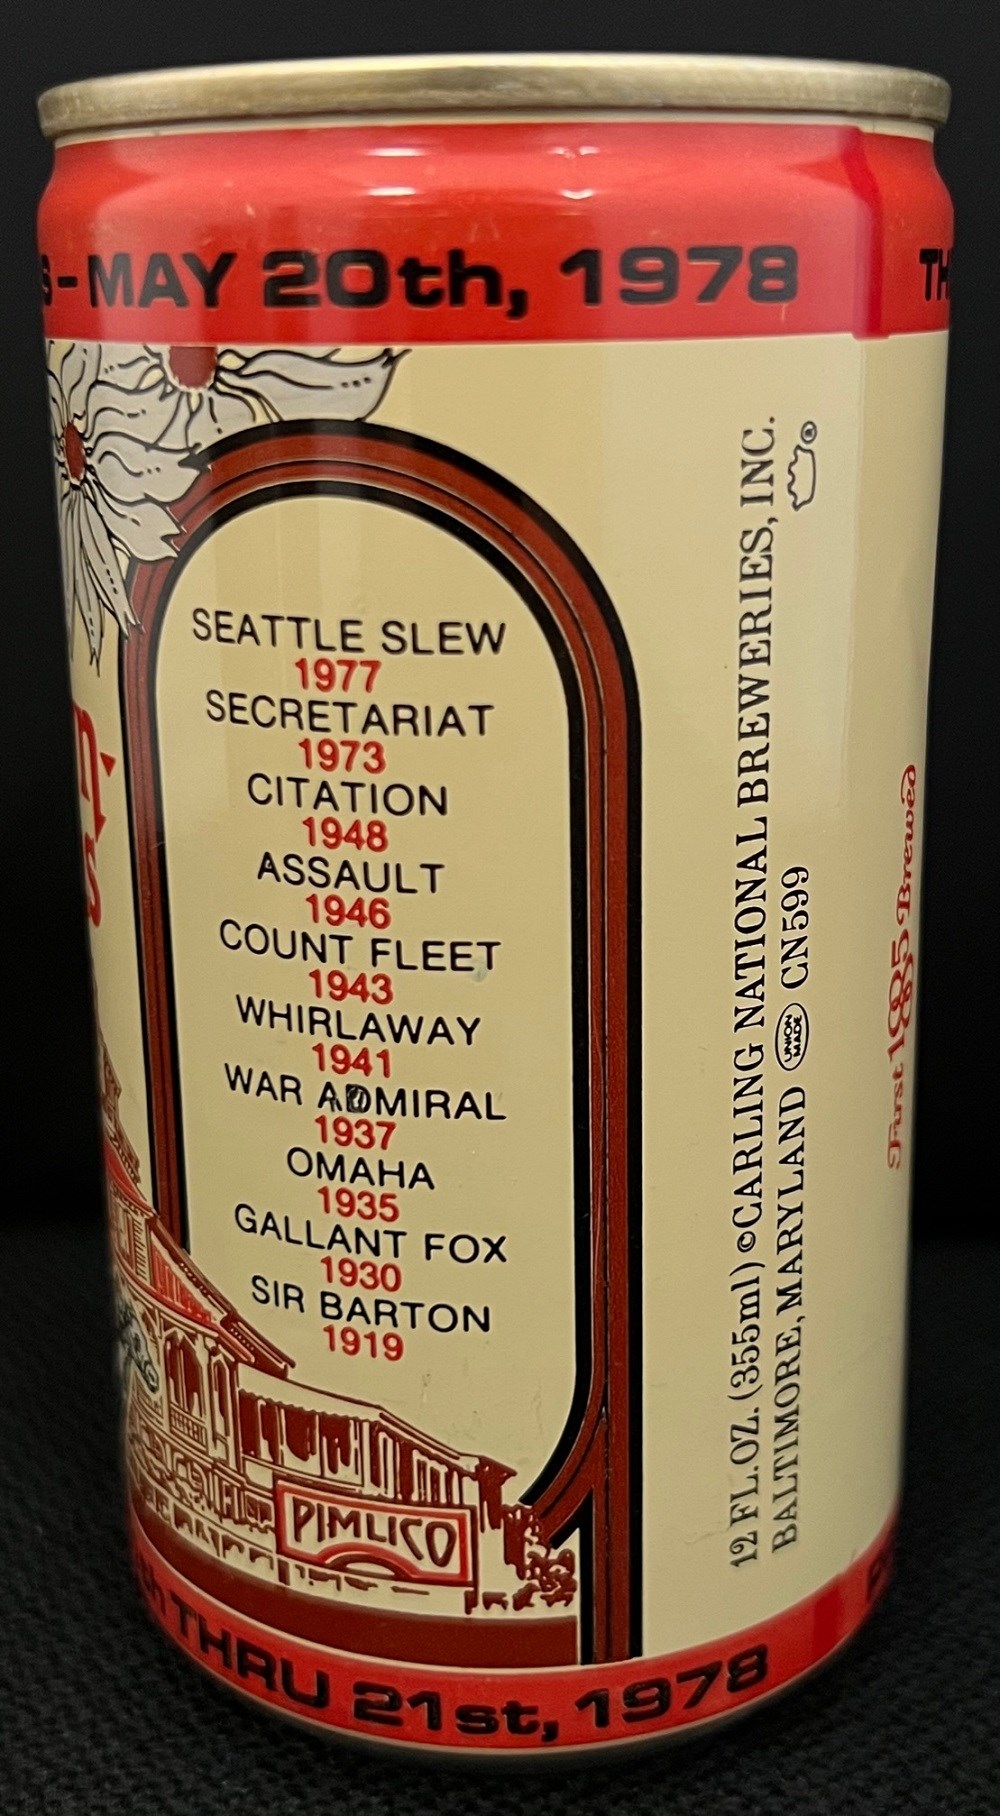 – MAY 20th, 1978
SEATTLE SLEW
1977
SECRETARIAT
1973
CITATION
1948
ASSAULT
1946
COUNT FLEET
1943
WHIRLAWAY
1941
WAR ADMIRAL
1937
OMAHA
1935
GALLANT FOX
1930
SIR BARTON
1919
PIMLICO
THRU 21st, 1978
12 FL. OZ. (355ml) © CARLING NATIONAL BREWERIES, INC. ®
BALTIMORE, MARYLAND UNION MADE CN599
First 1885 Brewed